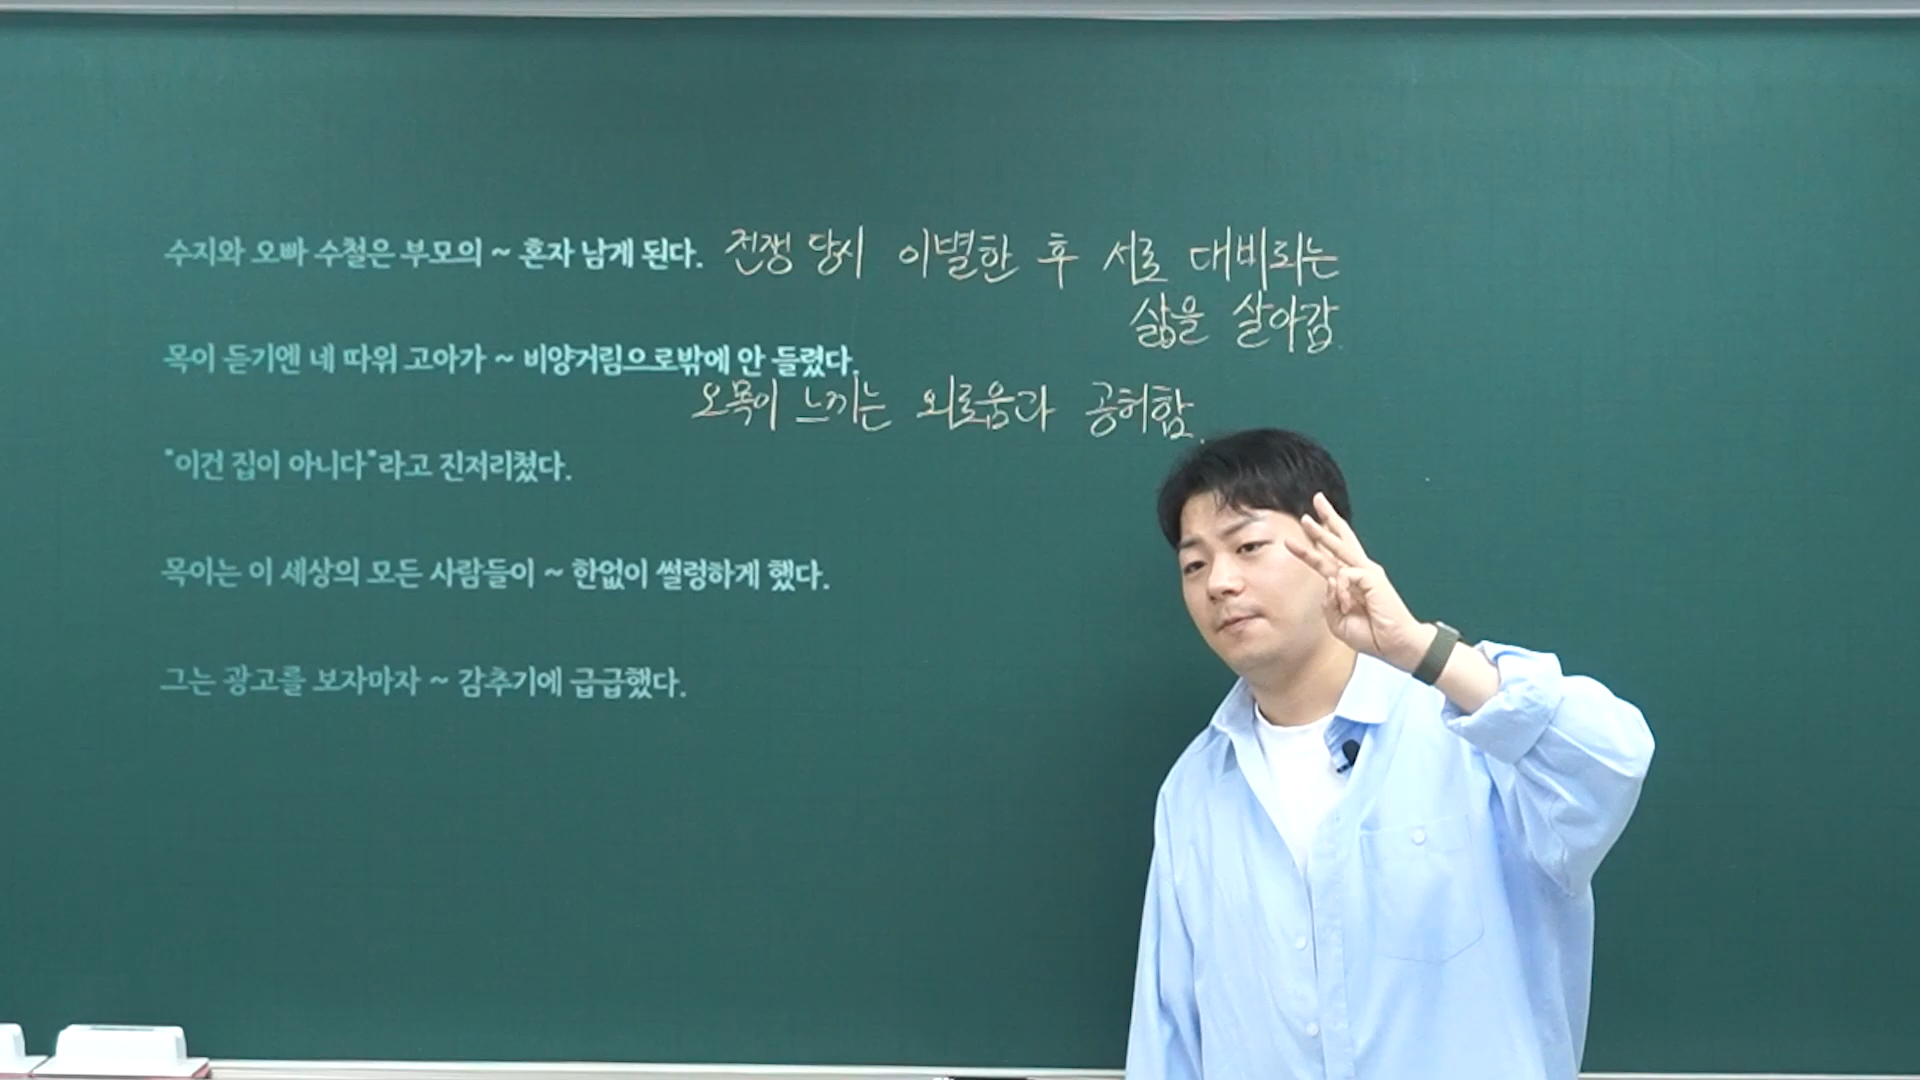 수지와 오빠 수철은 부모의 ~ 혼자 남게 된다. 전쟁 당시 이별한 후 서로 대비되는
삶을 살아감.
목이 듣기엔 네 따위 고아가 ~ 비양거림으로밖에 안 들렸다.
오목이 느끼는 외로움과 공허함.
"이건 집이 아니다"라고 진저리쳤다.
목이는 이 세상의 모든 사람들이 ~ 한없이 썰렁하게 했다.
그는 광고를 보자마자 ~ 감추기에 급급했다.